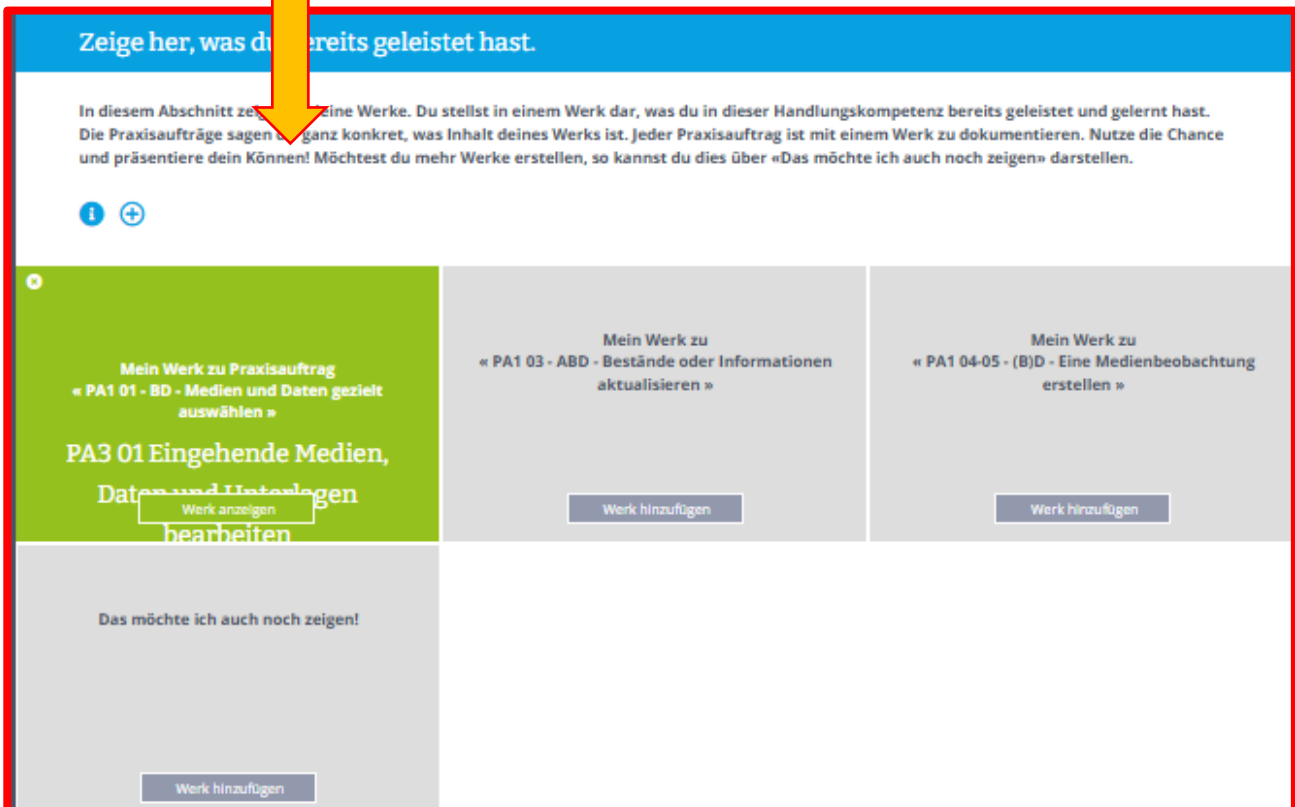 Zeige her, was du bereits geleistet hast.
In diesem Abschnitt eine Werke. Du stellst in einem Werk dar, was du in dieser Handlungskompetenz bereits geleistet und gelernt hast.
Die Praxisaufträge sagen ganz konkret, was Inhalt deines Werks ist. Jeder Praxisauftrag ist mit einem Werk zu dokumentieren. Nutze die Chance
und präsentiere dein Können! Möchtest du mehr Werke erstellen, so kannst du dies über «Das möchte ich auch noch zeigen» darstellen.
Mein Werk zu Praxisauftrag
« PA1 01 - BD - Medien und Daten gezielt
auswählen »
PA3 01 Eingehende Medien,
Daten und Unterlagen
Werk anzeigen
bearbeiten
Mein Werk zu
« PA1 03 - ABD - Bestände oder Informationen
aktualisieren »
Werk hinzufügen
Mein Werk zu
« PA1 04-05 - (B)D - Eine Medienbeobachtung
erstellen »
Werk hinzufügen
Das möchte ich auch noch zeigen!
Werk hinzufügen